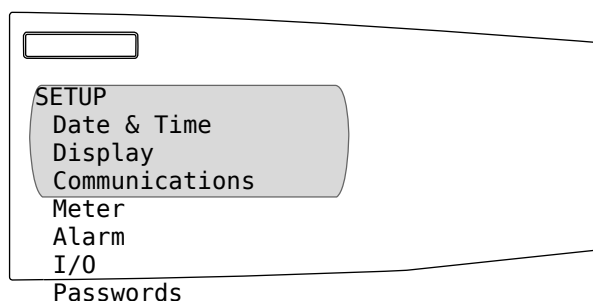 SETUP
Date & Time
Display
Communications
Meter
Alarm
I/O
Passwords